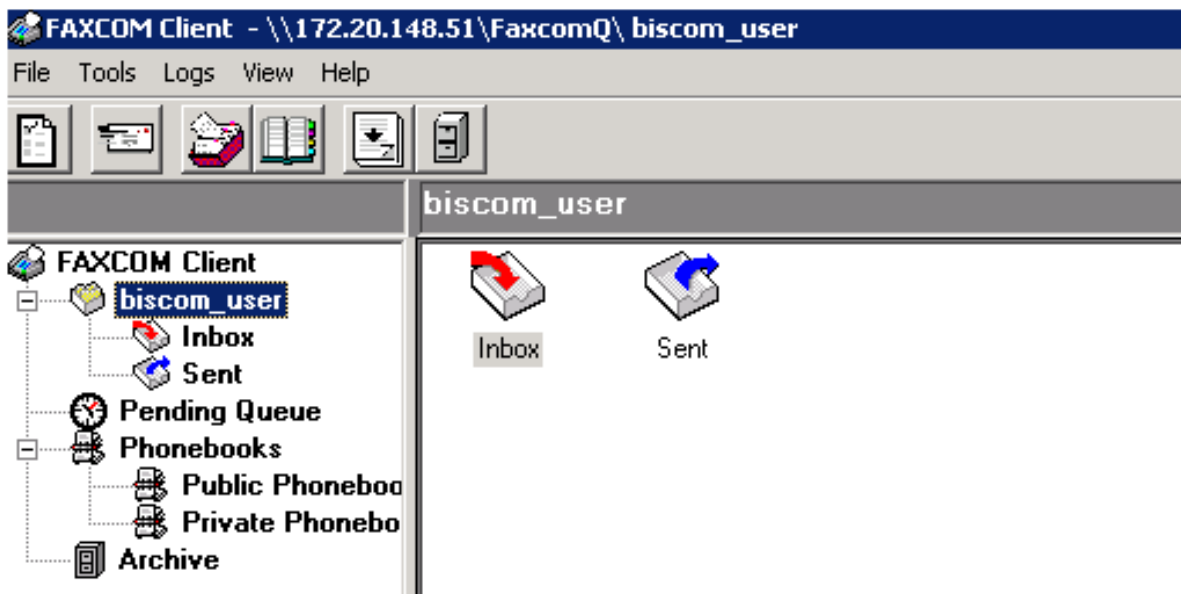 FAXCOM Client - \\172.20.148.51\FaxcomQ\ biscom_user
File Tools Logs View Help
biscom_user
FAXCOM Client
biscom_user
Inbox
Sent
Pending Queue
Phonebooks
Public Phoneboo
Private Phonebo
Archive
Inbox Sent